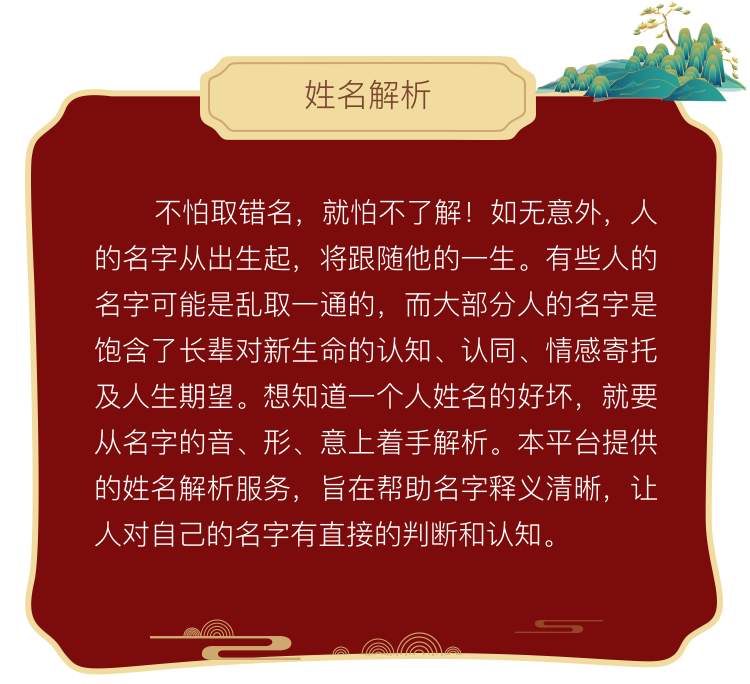 姓名解析
不怕取错名，就怕不了解！如无意外，人
的名字从出生起，将跟随他的一生。有些人的
名字可能是乱取一通的，而大部分人的名字是
饱含了长辈对新生命的认知、认同、情感寄托
及人生期望。想知道一个人姓名的好坏，就要
从名字的音、形、意上着手解析。本平台提供
的姓名解析服务，旨在帮助名字释义清晰，让
人对自己的名字有直接的判断和认知。